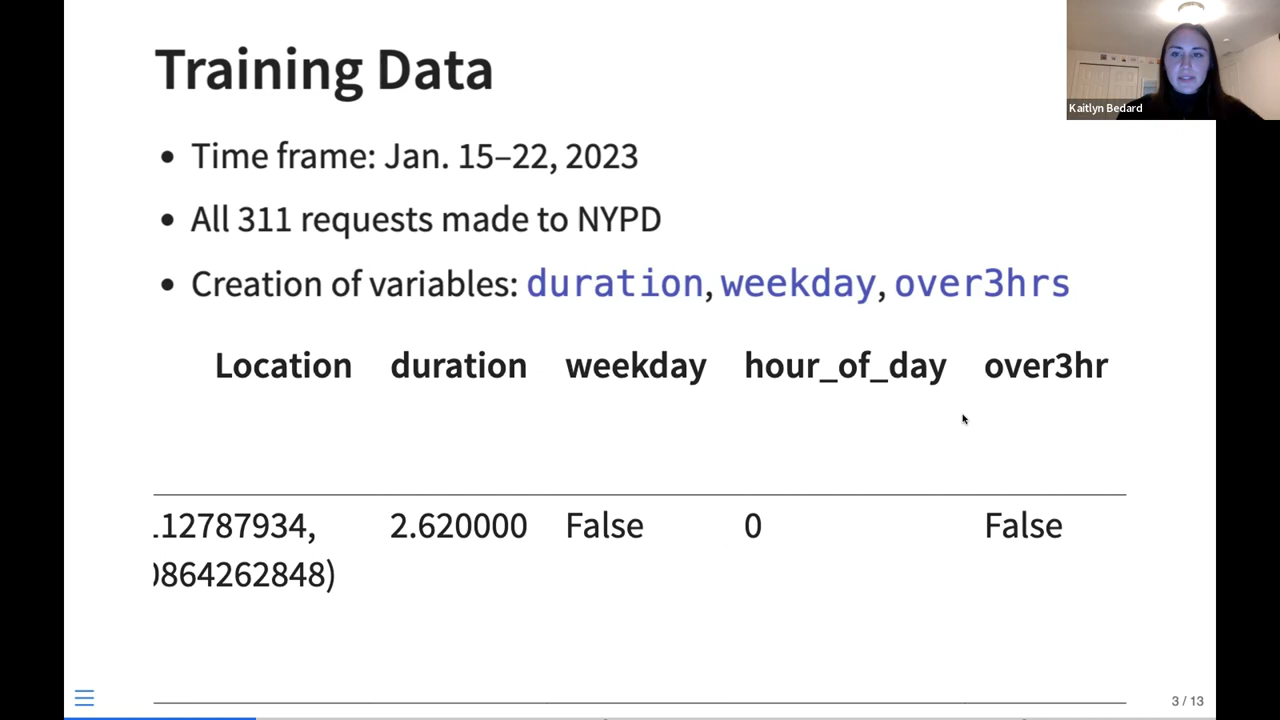 Training Data
Kaitlyn Bedard
• Time frame: Jan. 15–22, 2023
• All 311 requests made to NYPD
• Creation of variables: duration, weekday, over3hrs
Location duration weekday hour_of_day over3hr
.12787934, 2.620000 False 0 False
0864262848)
3 / 13